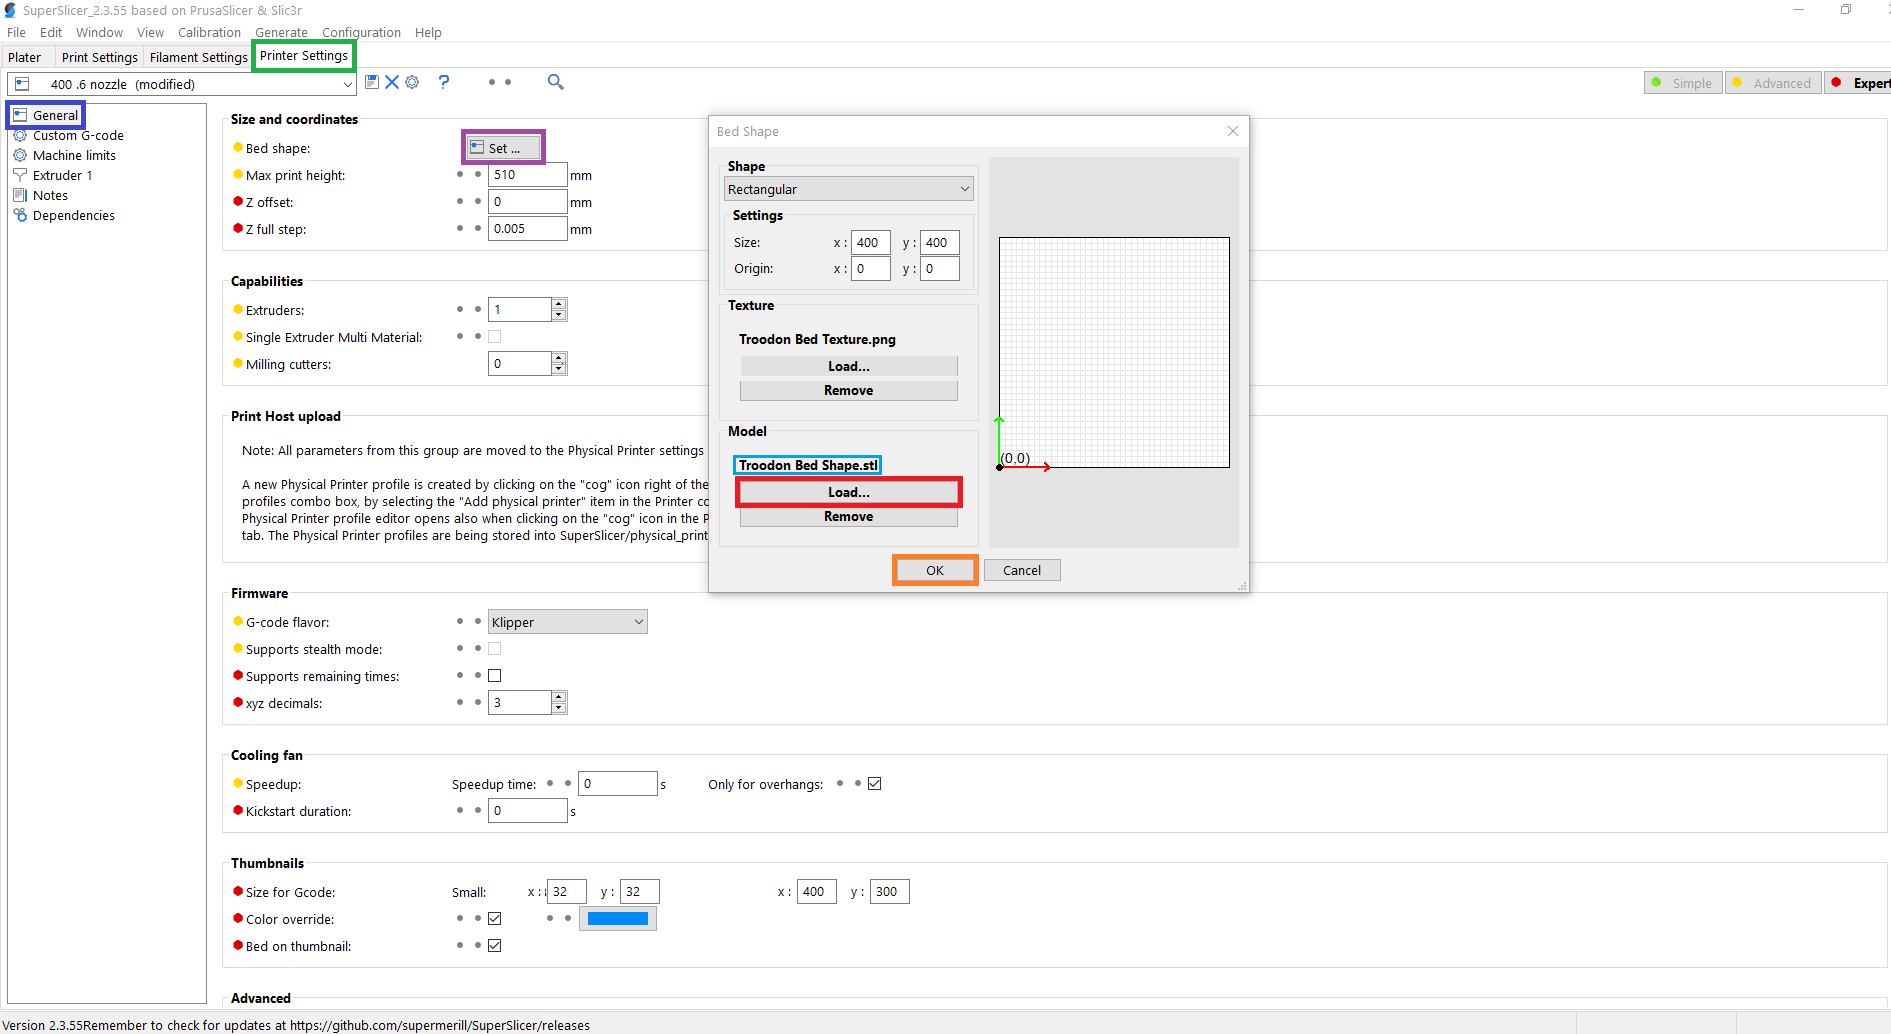 SuperSlicer_2.3.55 based on PrusaSlicer & Slic3r
File Edit Window View Calibration Generate Configuration Help
Plater Print Settings Filament Settings Printer Settings
400 .6 nozzle (modified) ? Simple Advanced Expert
General
Custom G-code
Machine limits
Extruder 1
Notes
Dependencies
Size and coordinates
Bed shape: Set ...
Max print height: 510 mm
Z offset: 0 mm
Z full step: 0.005 mm
Capabilities
Extruders: 1
Single Extruder Multi Material:
Milling cutters: 0
Print Host upload
Note: All parameters from this group are moved to the Physical Printer settings
A new Physical Printer profile is created by clicking on the "cog" icon right of the
profiles combo box, by selecting the "Add physical printer" item in the Printer co
Physical Printer profile editor opens also when clicking on the "cog" icon in the P
tab. The Physical Printer profiles are being stored into SuperSlicer/physical_print
Firmware
G-code flavor: Klipper
Supports stealth mode:
Supports remaining times:
xyz decimals: 3
Cooling fan
Speedup: Speedup time: 0 s Only for overhangs:
Kickstart duration: 0 s
Thumbnails
Size for Gcode: Small: x : 32 y : 32 x : 400 y : 300
Color override:
Bed on thumbnail:
Advanced
Bed Shape
Shape
Rectangular
Settings
Size: x : 400 y : 400
Origin: x : 0 y : 0
Texture
Troodon Bed Texture.png
Load...
Remove
Model
Troodon Bed Shape.stl
Load...
Remove
(0,0)
OK Cancel
Version 2.3.55Remember to check for updates at https://github.com/supermerill/SuperSlicer/releases